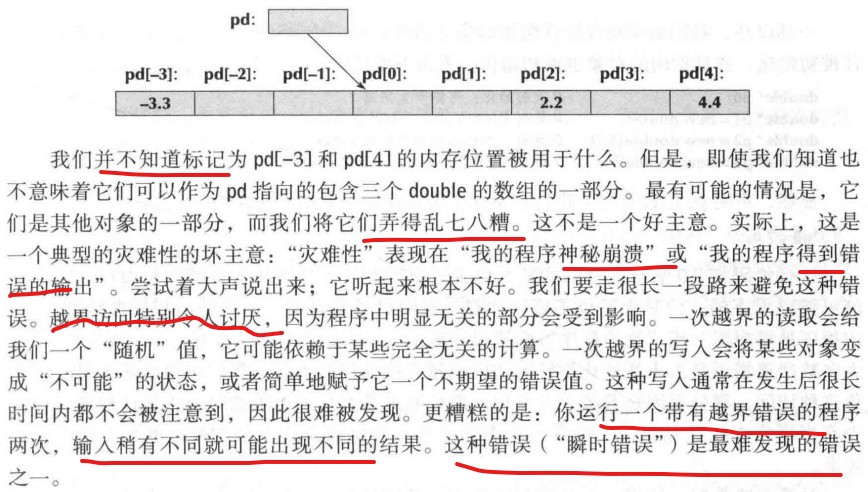 pd:
pd[–3]: pd[–2]: pd[–1]: pd[0]: pd[1]: pd[2]: pd[3]: pd[4]:
–3.3 2.2 4.4
我们并不知道标记为 pd[–3] 和 pd[4] 的内存位置被用于什么。但是，即使我们知道也
不意味着它们可以作为 pd 指向的包含三个 double 的数组的一部分。最有可能的情况是，它
们是其他对象的一部分，而我们将它们弄得乱七八糟。这不是一个好主意。实际上，这是
一个典型的灾难性的坏主意：“灾难性”表现在“我的程序神秘崩溃”或“我的程序得到错
误的输出”。尝试着大声说出来；它听起来根本不好。我们要走很长一段路来避免这种错
误。越界访问特别令人讨厌，因为程序中明显无关的部分会受到影响。一次越界的读取会给
我们一个“随机”值，它可能依赖于某些完全无关的计算。一次越界的写入会将某些对象变
成“不可能”的状态，或者简单地赋予它一个不期望的错误值。这种写入通常在发生后很长
时间内都不会被注意到，因此很难被发现。更糟糕的是：你运行一个带有越界错误的程序
两次，输入稍有不同就可能出现不同的结果。这种错误（“瞬时错误”）是最难发现的错误
之一。